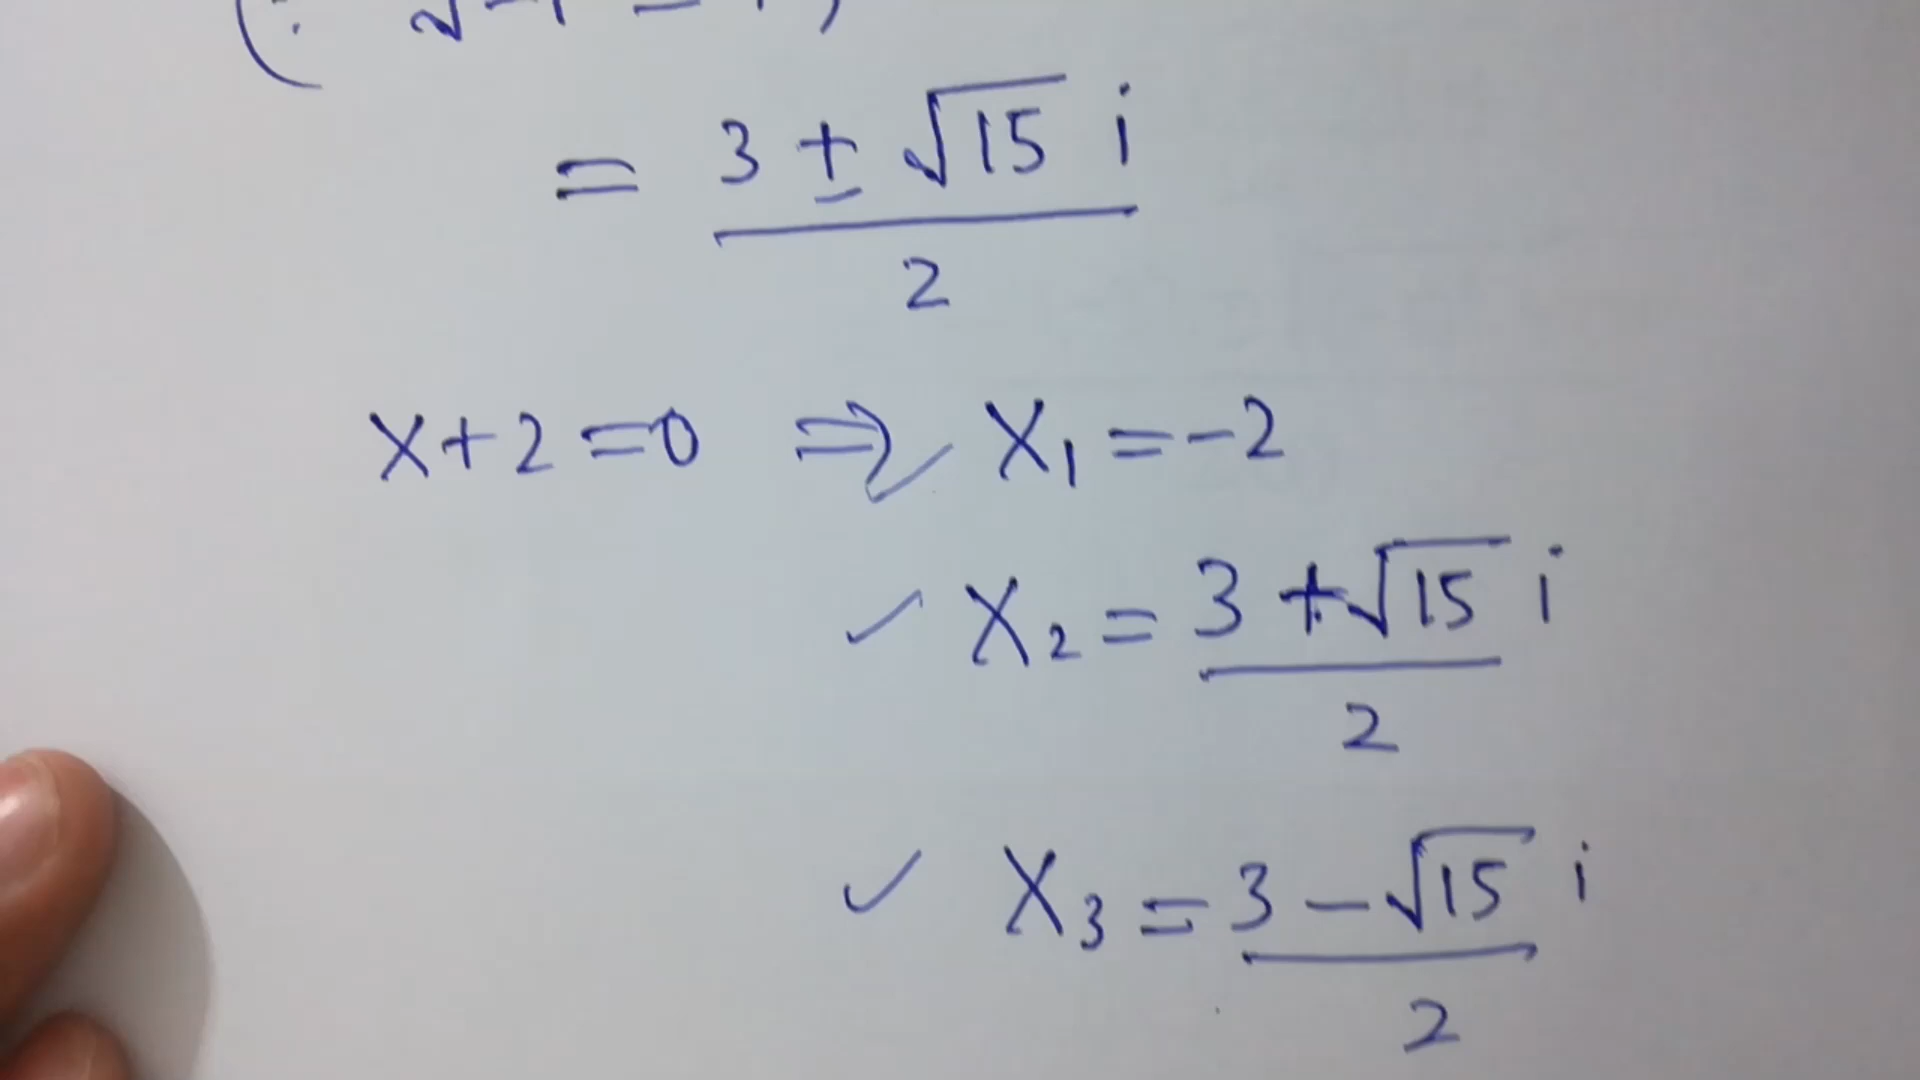 = 3 ± √15 i / 2
x+2=0 ⇒ X₁ = -2
X₂ = 3 + √15 i / 2
X₃ = 3 - √15 i / 2